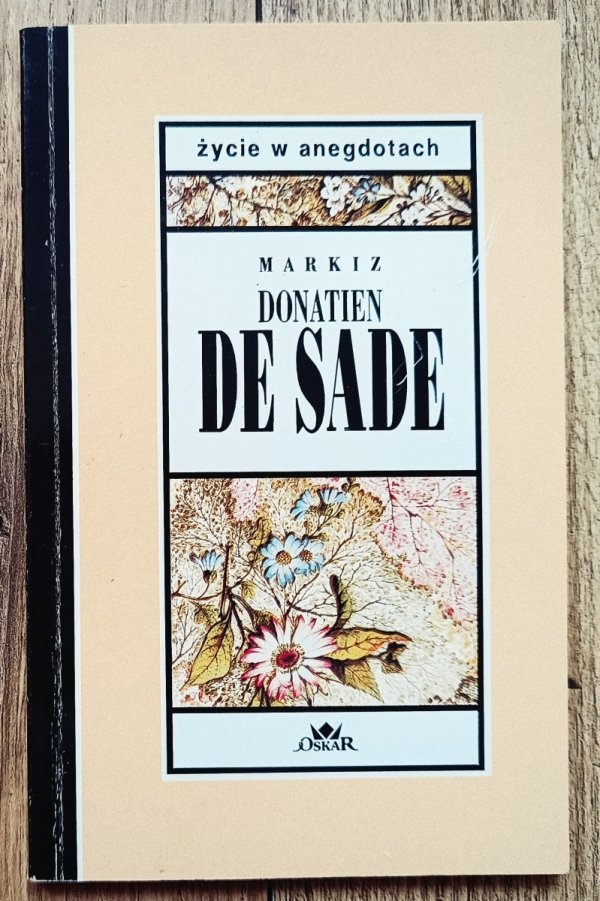 życie w anegdotach
MARKIZ
DONATIEN
DE SADE
OSKAR